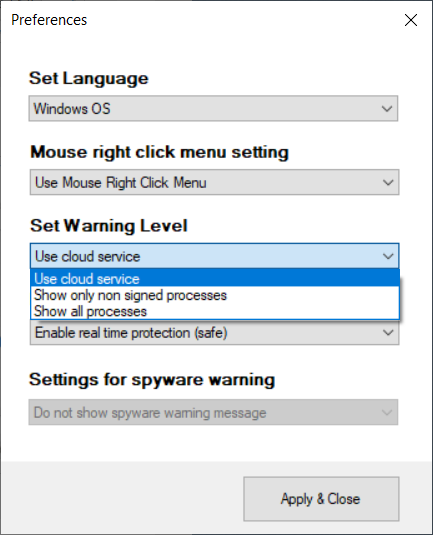 Preferences
Set Language
Windows OS
Mouse right click menu setting
Use Mouse Right Click Menu
Set Warning Level
Use cloud service
Use cloud service
Show only non signed processes
Show all processes
Enable real time protection (safe)
Settings for spyware warning
Do not show spyware warning message
Apply & Close